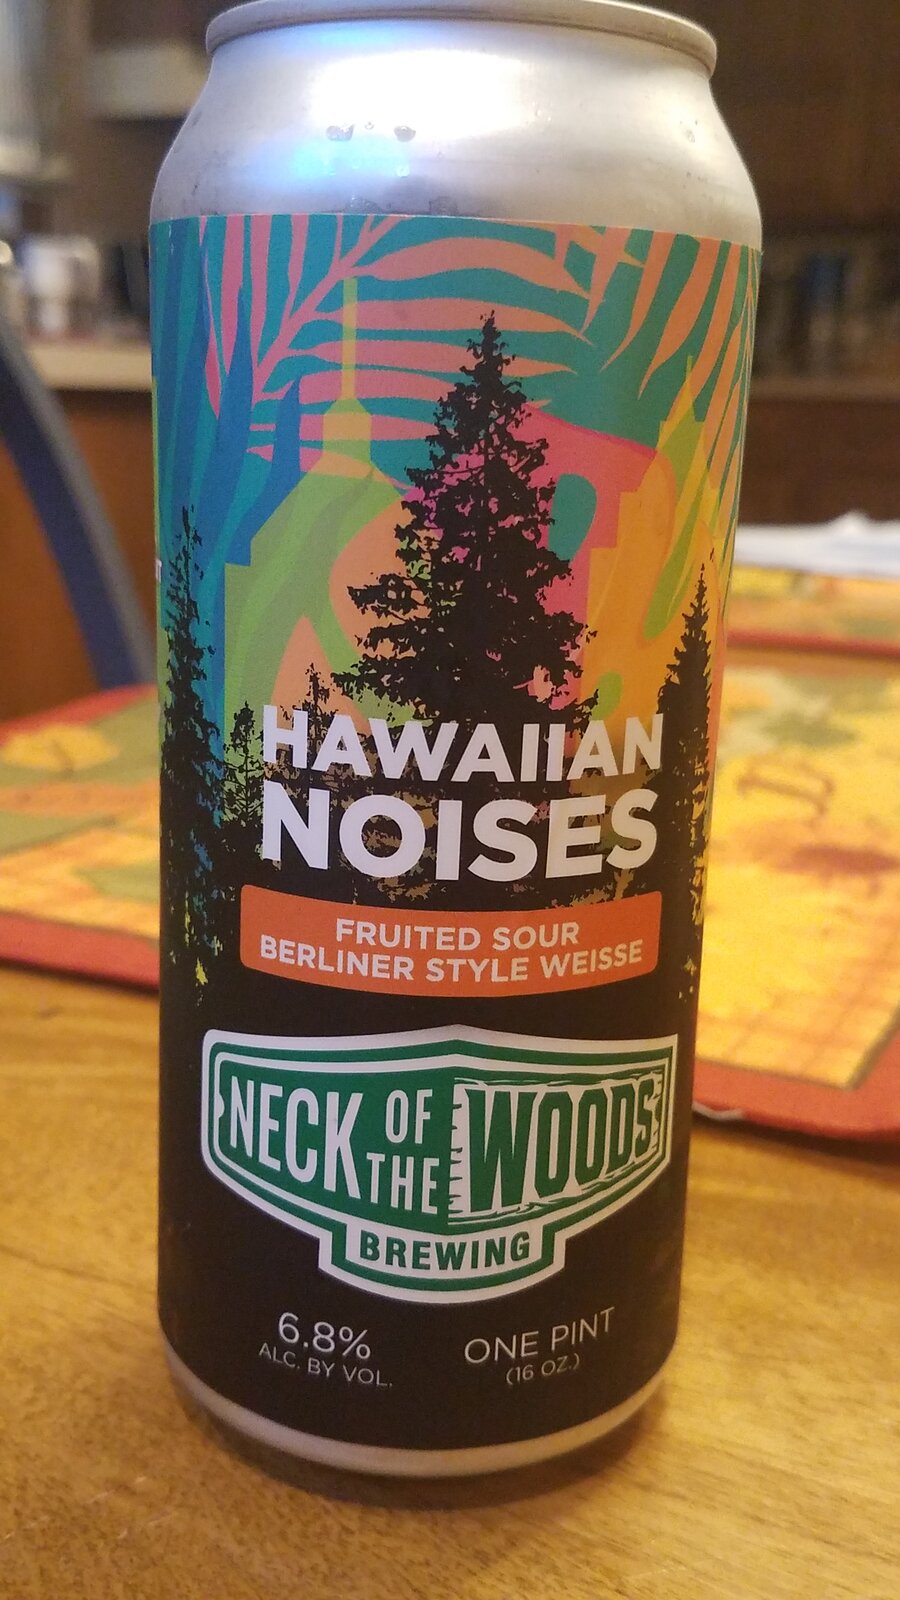 HAWAIIAN
NOISES
FRUITED SOUR
BERLINER STYLE WEISSE
NECK OF THE WOODS
BREWING
6.8%
ALC. BY VOL.
ONE PINT
(16 OZ.)